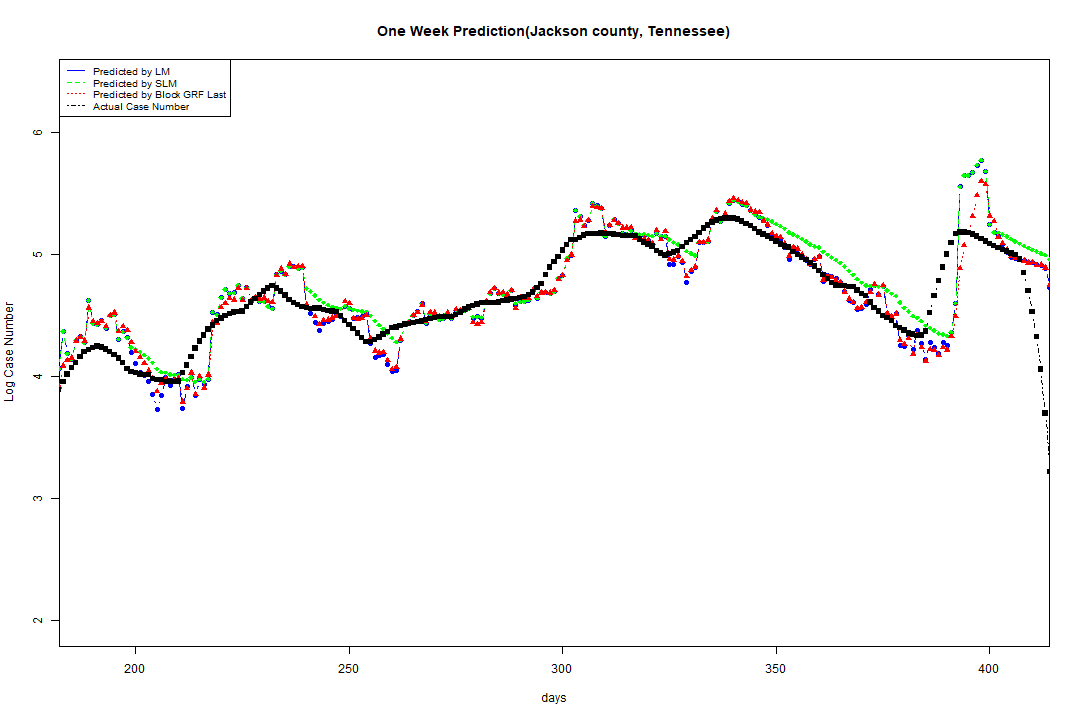 One Week Prediction(Jackson county, Tennessee)
Predicted by LM
Predicted by SLM
Predicted by Block GRF Last
Actual Case Number
6
5
4
3
2
Log Case Number
200 250 300 350 400
days